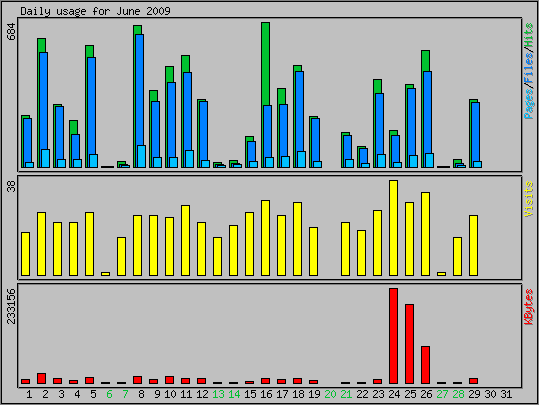 Daily usage for June 2009
684
Pages/Files/Hits
38
Visits
233156
KBytes
1 2 3 4 5 6 7 8 9 10 11 12 13 14 15 16 17 18 19 20 21 22 23 24 25 26 27 28 29 30 31